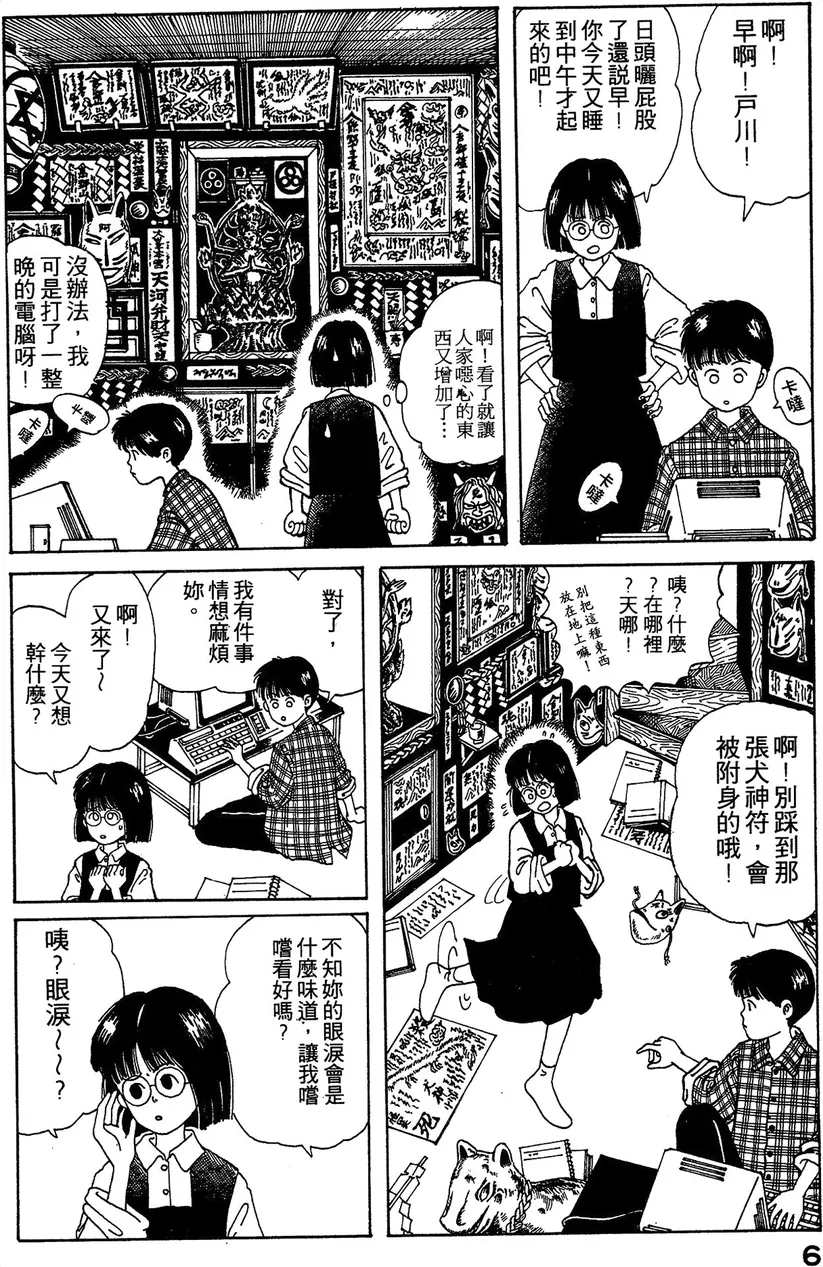 啊！
早啊！戶川！
日頭曬屁股
了還說早！
你今天又睡
到中午才起
來的吧！
卡噠
卡噠
啊！看了就讓
人家噁心的東
西又增加了…
沒辦法，我
可是打了一整
晚的電腦呀！
卡噠
卡噠
阿
天河弁財天
咦？什麼
？在哪裡
？天哪！
別把這種東西
放在地上嘛！
啊！別踩到那
張犬神符，會
被附身的哦！
死
對了，
我有件事
情想麻煩
妳。
啊！
又來了～
今天又想
幹什麼？
不知妳的眼淚會是
什麼味道，讓我嚐
嚐看好嗎？
咦？眼淚～～？
6